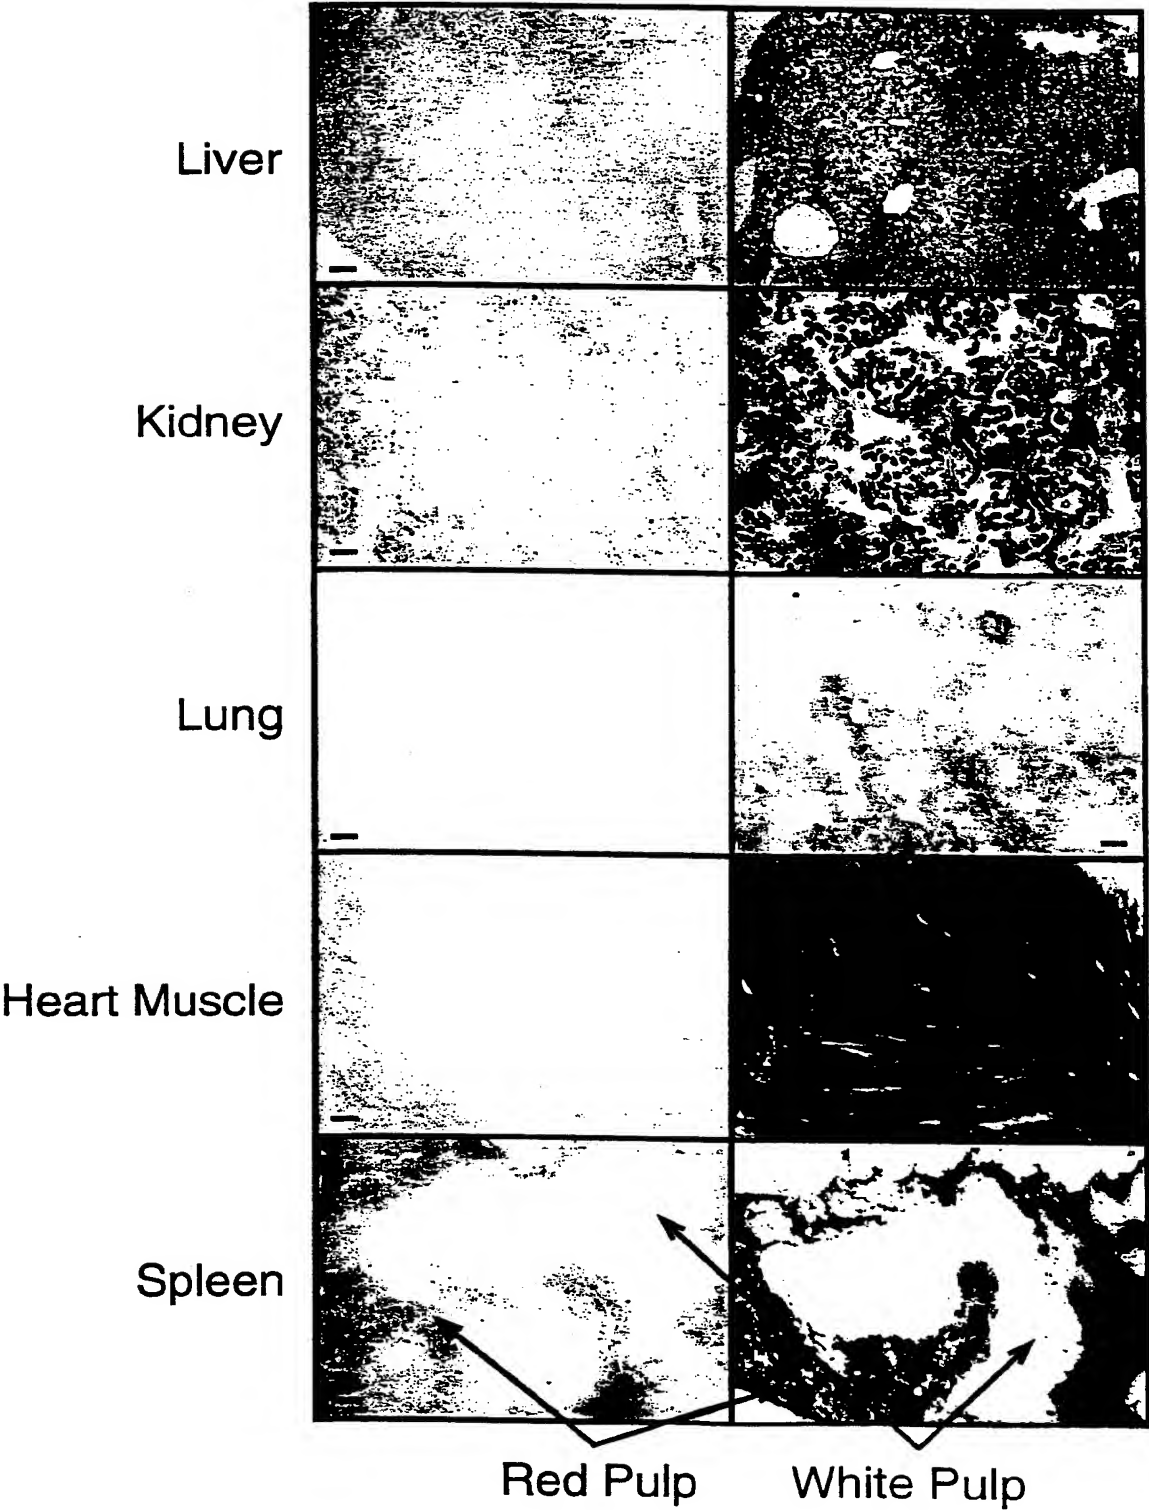 Liver
Kidney
Lung
Heart Muscle
Spleen
Red Pulp
White Pulp